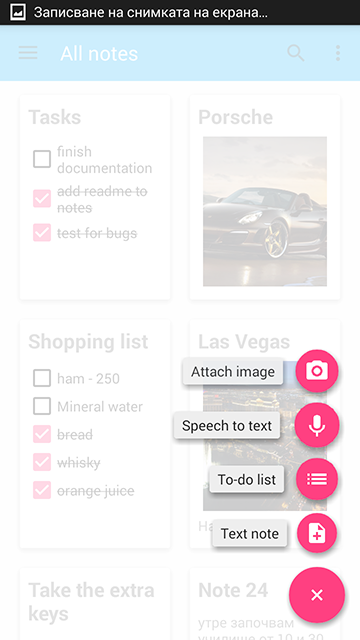 Записване на снимката на екрана...
All notes
Tasks
finish
documentation
add readme to
notes
test for bugs
Porsche
Shopping list
ham - 250
Mineral water
bread
whisky
orange juice
Las Vegas
Attach image
Speech to text
To-do list
Text note
Take the extra
keys
Note 24
утре започвам
училище от 10 и 30